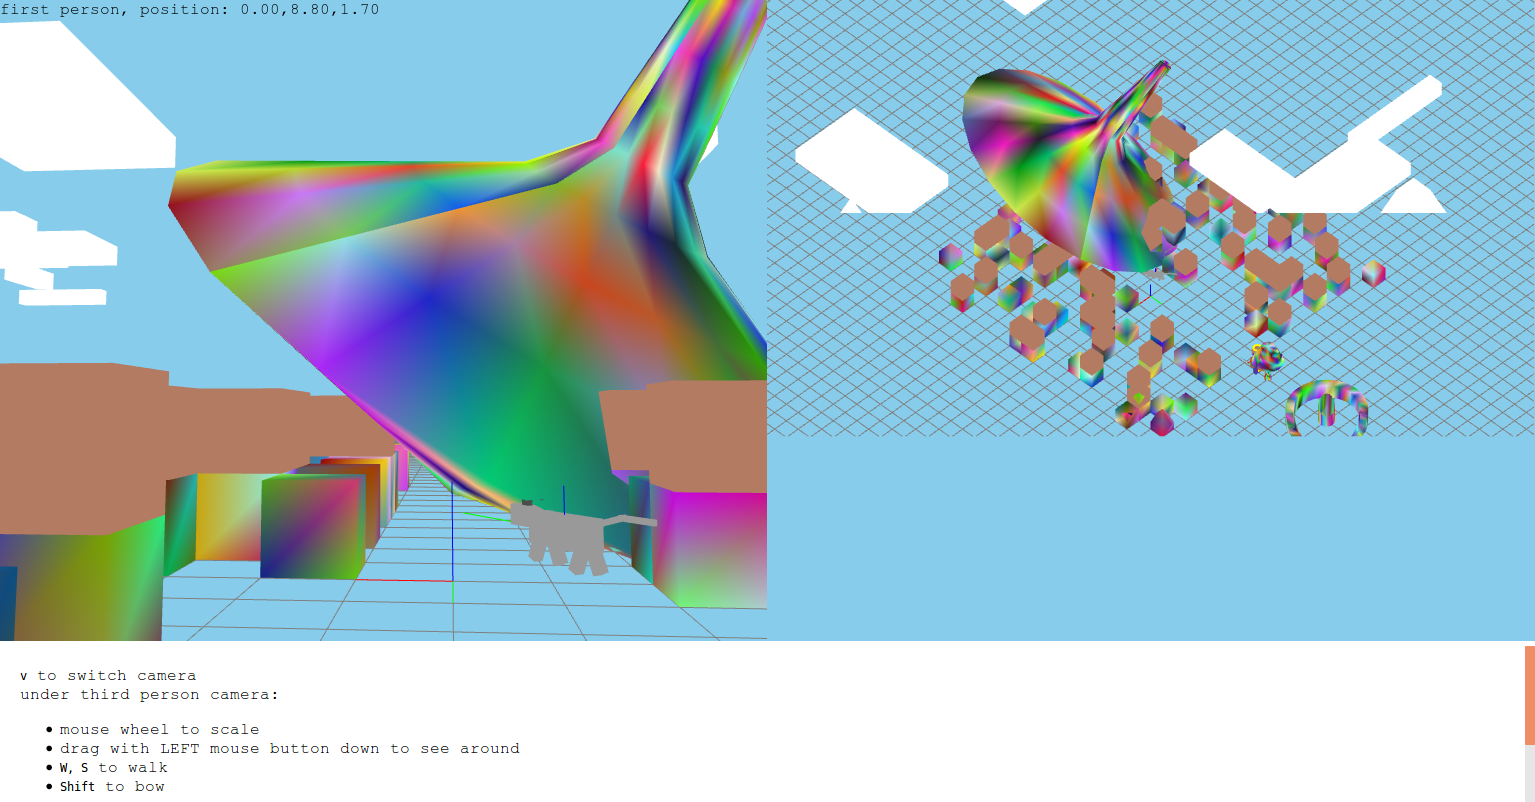 first person, position: 0.00,8.80,1.70
v to switch camera
under third person camera:
• mouse wheel to scale
• drag with LEFT mouse button down to see around
• W, S to walk
• Shift to bow